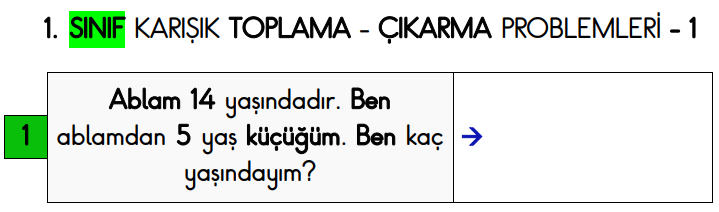 1. SINIF KARIŞIK TOPLAMA - ÇIKARMA PROBLEMLERİ - 1
1
Ablam 14 yaşındadır. Ben
ablamdan 5 yaş küçüğüm. Ben kaç
yaşındayım?
→